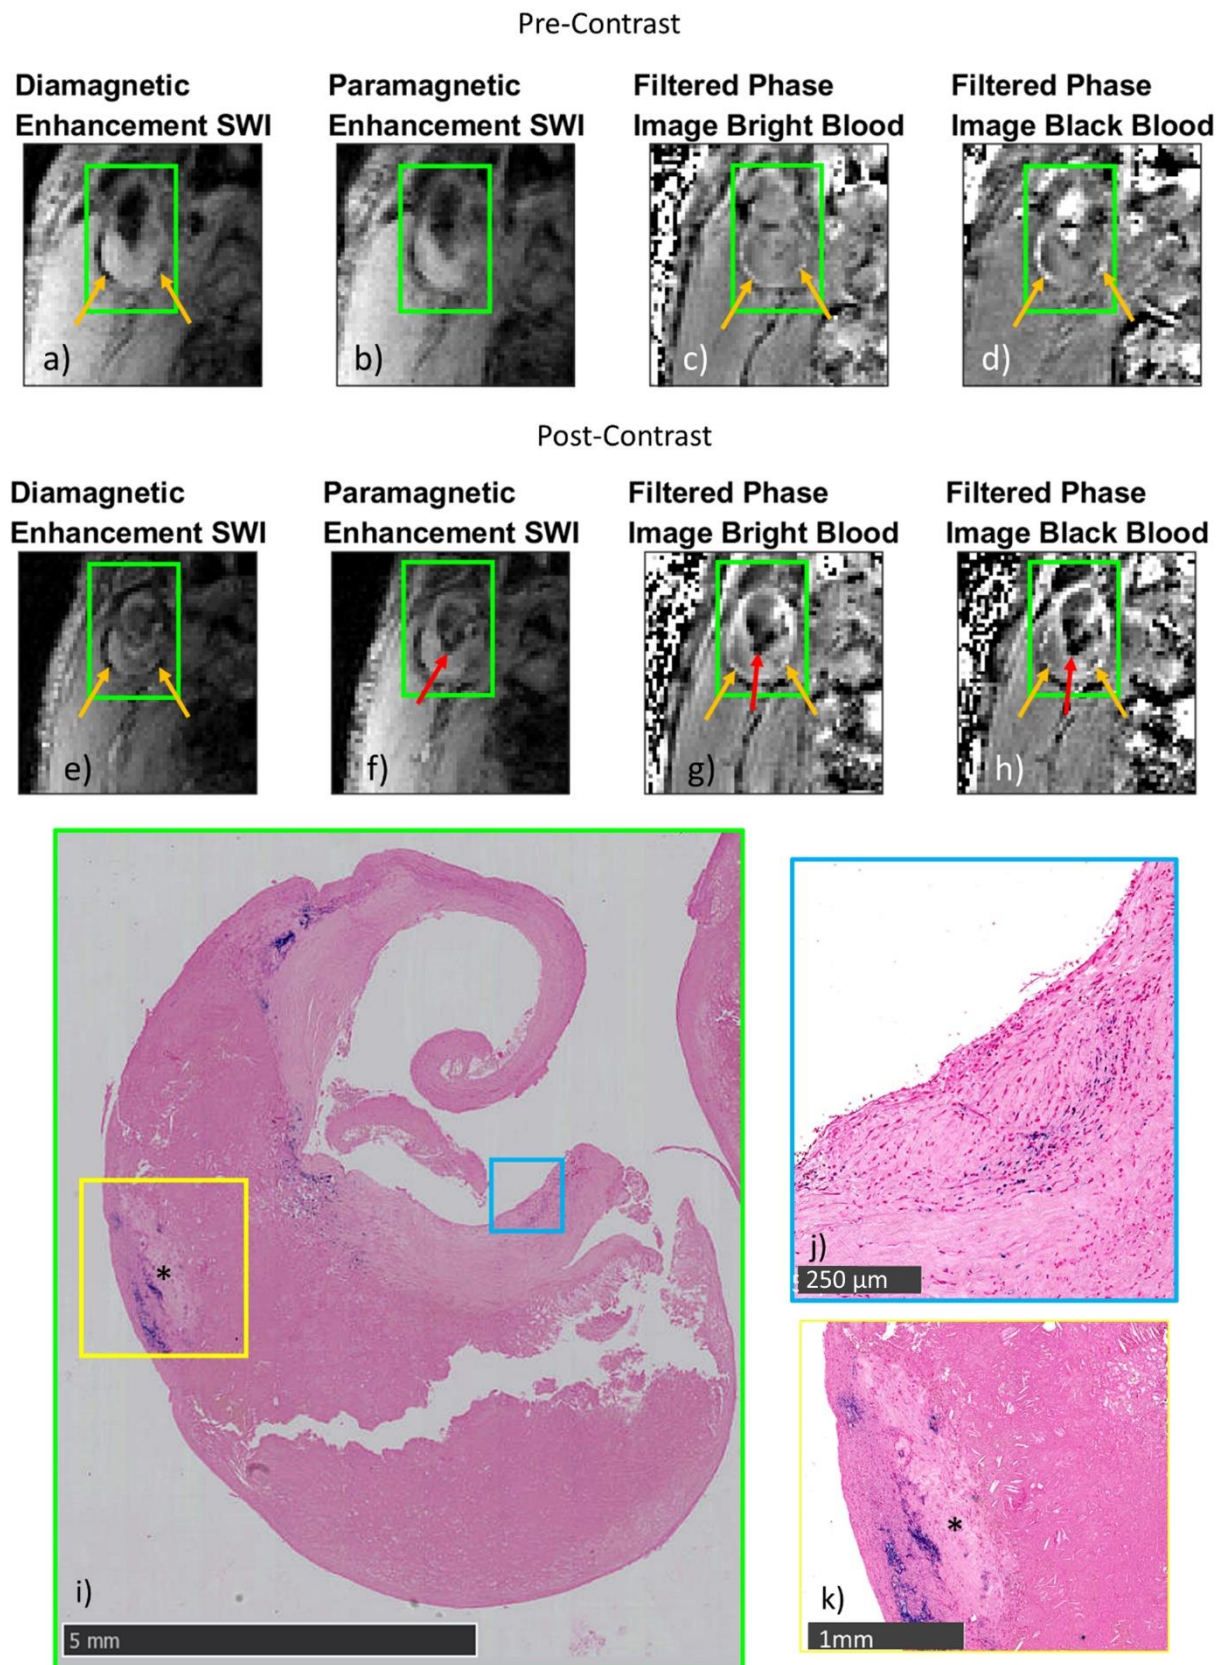 Pre-Contrast
Diamagnetic
Enhancement SWI
Paramagnetic
Enhancement SWI
Filtered Phase
Image Bright Blood
Filtered Phase
Image Black Blood
a)
b)
c)
d)
Post-Contrast
Diamagnetic
Enhancement SWI
Paramagnetic
Enhancement SWI
Filtered Phase
Image Bright Blood
Filtered Phase
Image Black Blood
e)
f)
g)
h)
*
i)
5 mm
j)
250 µm
*
k)
1mm